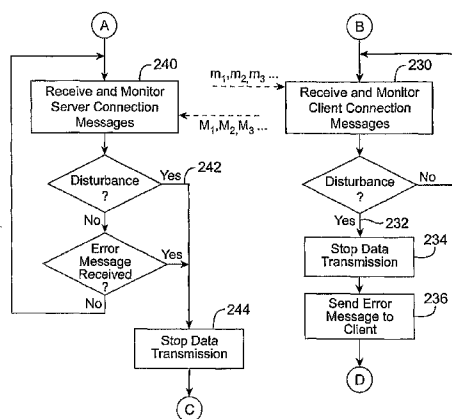 A
240
Receive and Monitor
Server Connection
Messages
m1,m2,m3 ...
M1,M2,M3 ...
Disturbance
?
Yes
242
No
Error
Message
Received
?
Yes
No
244
Stop Data
Transmission
C
B
230
Receive and Monitor
Client Connection
Messages
Disturbance
?
No
Yes
232
Stop Data
Transmission
234
Send Error
Message to
Client
236
D